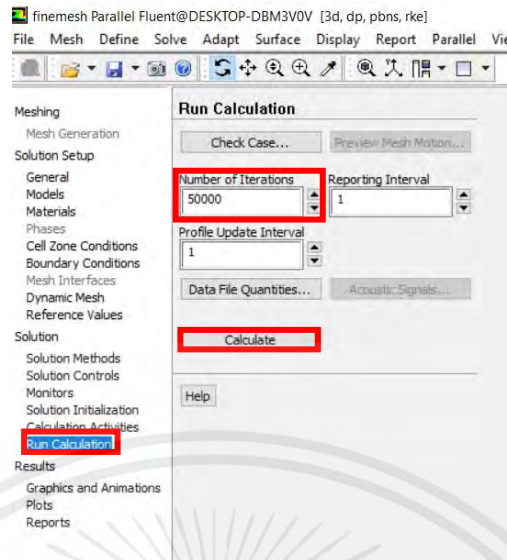 finemesh Parallel Fluent@DESKTOP-DBM3V0V [3d, dp, pbns, rke]
File Mesh Define Solve Adapt Surface Display Report Parallel
Meshing
Mesh Generation
Solution Setup
General
Models
Materials
Phases
Cell Zone Conditions
Boundary Conditions
Mesh Interfaces
Dynamic Mesh
Reference Values
Solution
Solution Methods
Solution Controls
Monitors
Solution Initialization
Calculation Activities
Run Calculation
Results
Graphics and Animations
Plots
Reports
Run Calculation
Check Case... Preview Mesh Motion...
Number of Iterations Reporting Interval
50000 1
Profile Update Interval
1
Data File Quantities... Acoustic Signals...
Calculate
Help